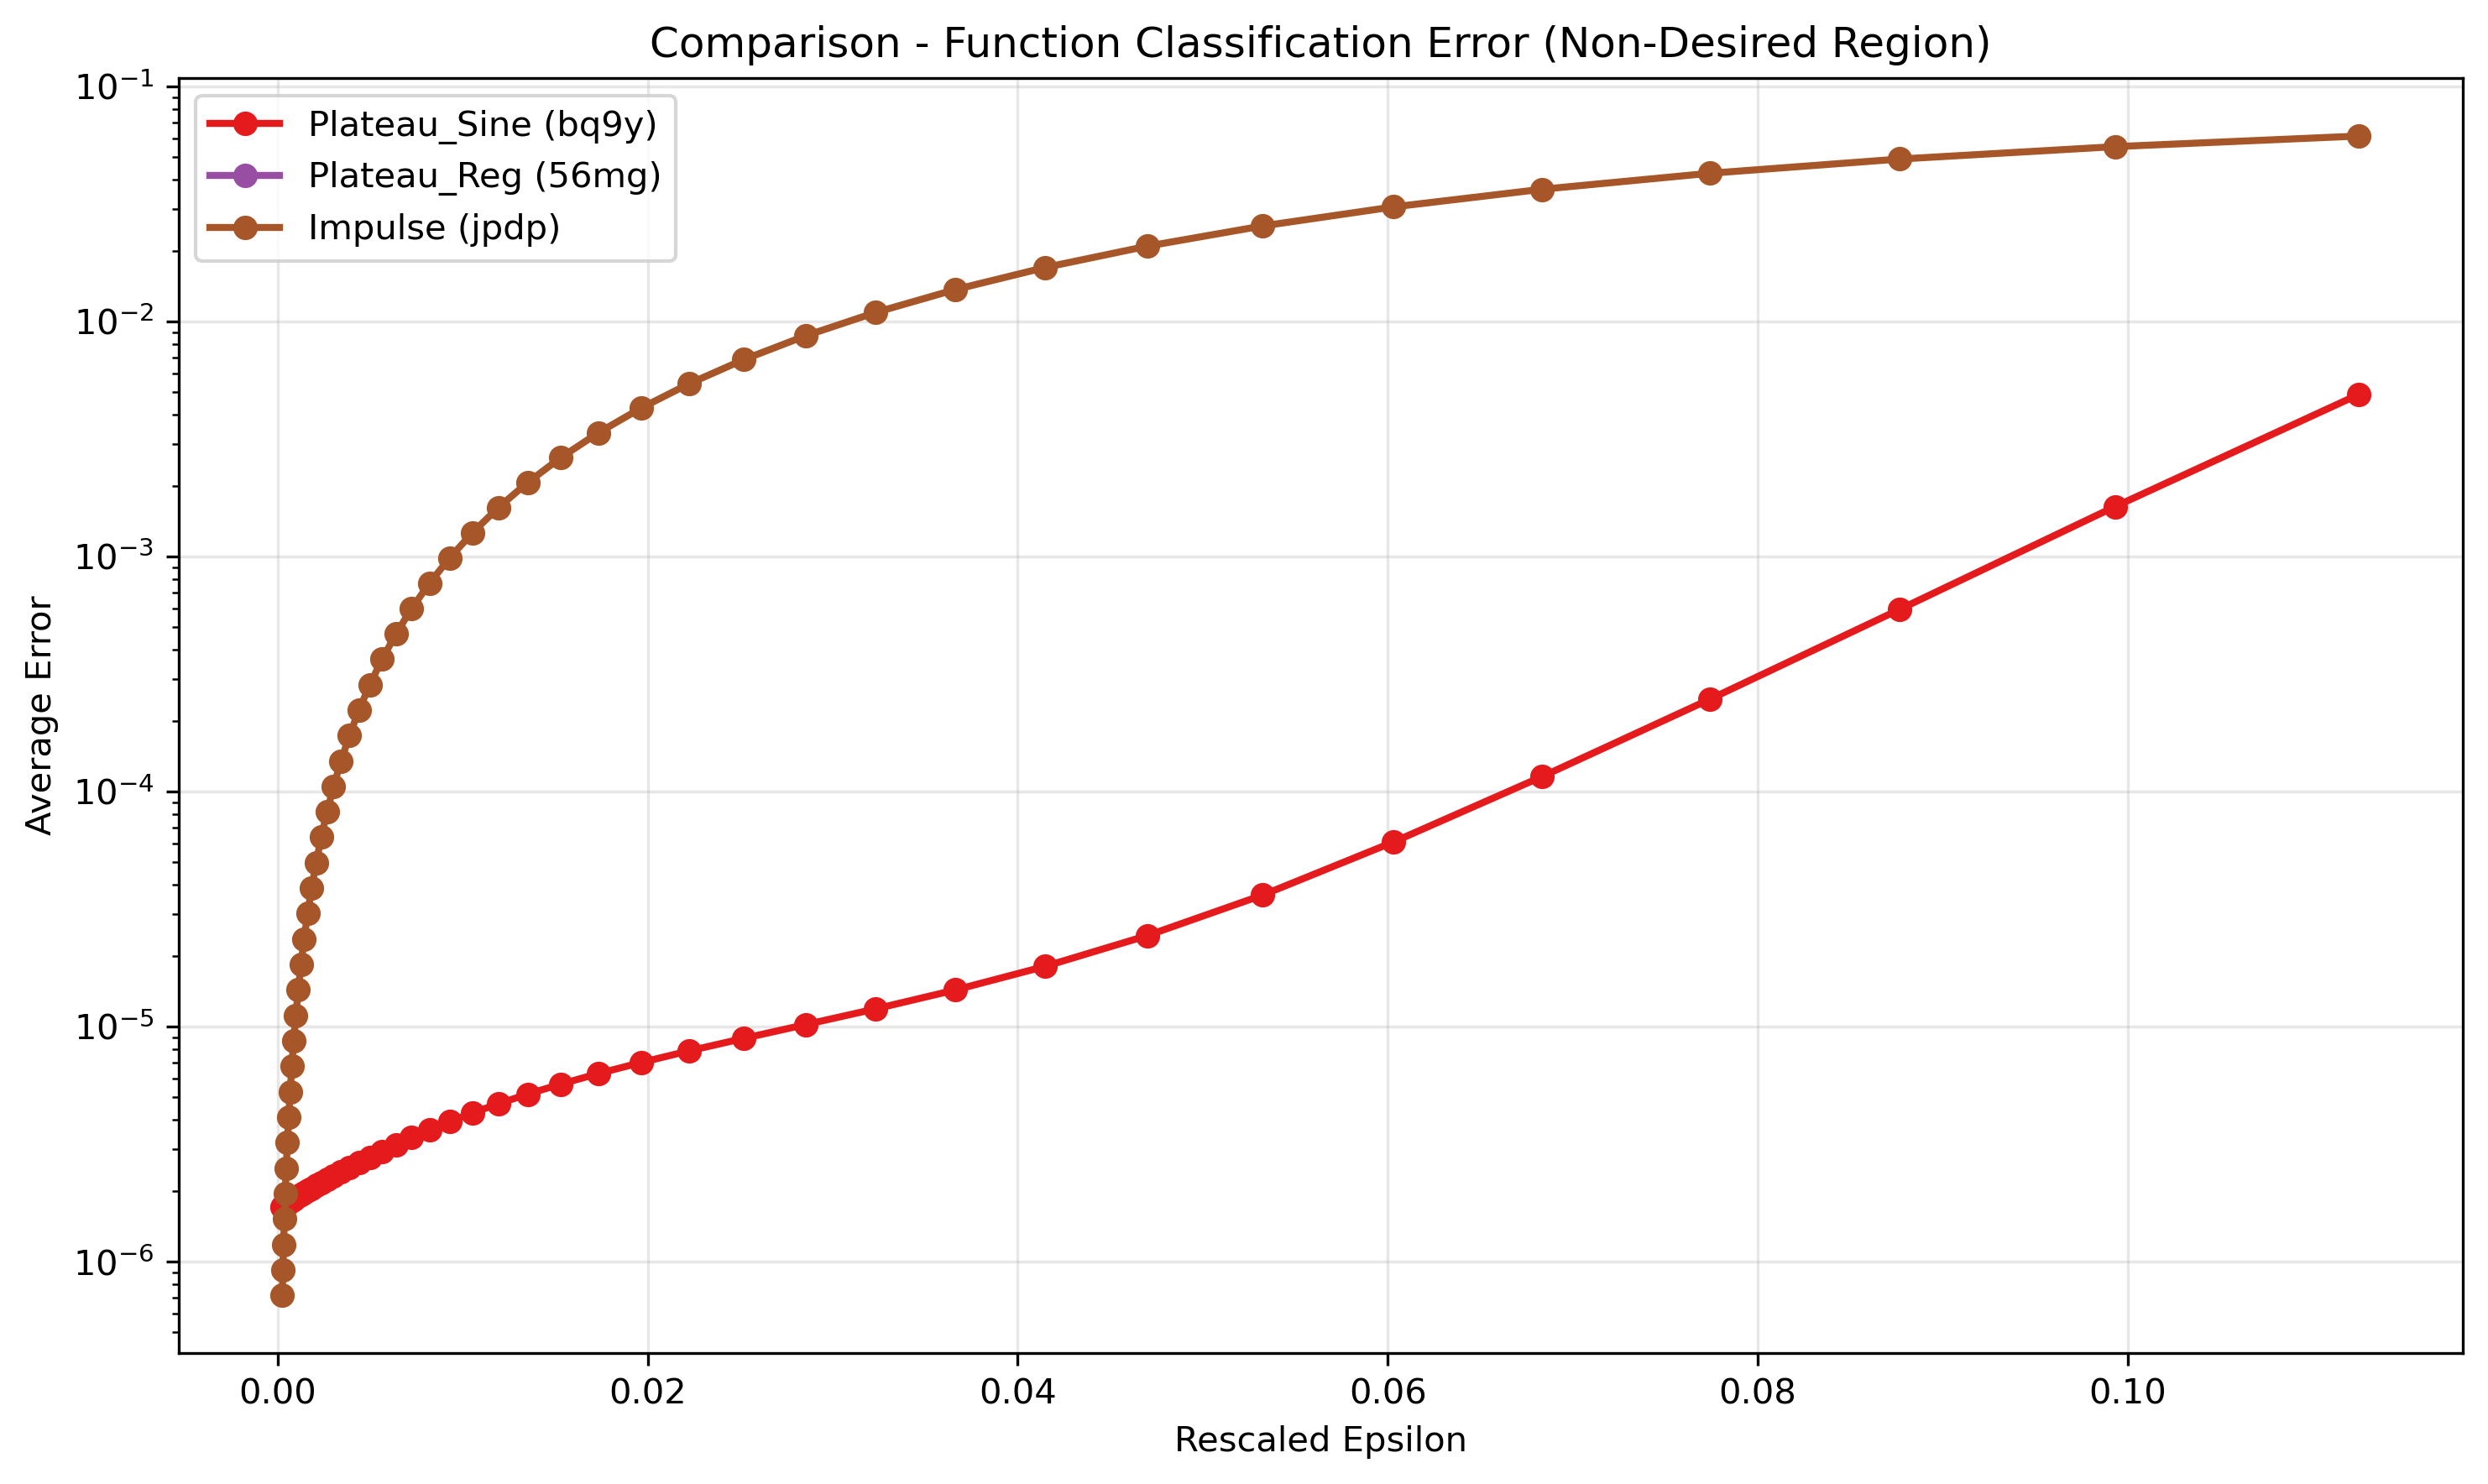 Comparison - Function Classification Error (Non-Desired Region)
Plateau_Sine (bq9y)
Plateau_Reg (56mg)
Impulse (jpdp)
Average Error
10⁻¹
10⁻²
10⁻³
10⁻⁴
10⁻⁵
10⁻⁶
0.00 0.02 0.04 0.06 0.08 0.10
Rescaled Epsilon